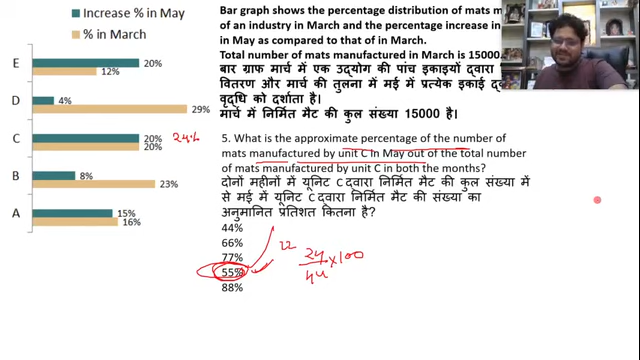 Increase % in May
% in March
E
20%
12%
D
4%
29%
C
20%
20%
24%
B
8%
23%
A
15%
16%
Bar graph shows the percentage distribution of mats m
of an industry in March and the percentage increase in
in May as compared to that of in March.
Total number of mats manufactured in March is 15000.
बार ग्राफ मार्च में एक उद्योग की पांच इकाइयों द्वारा
वितरण और मार्च की तुलना में मई में प्रत्येक इकाई द्व
वृद्धि को दर्शाता है।
मार्च में निर्मित मैट की कुल संख्या 15000 है।
5. What is the approximate percentage of the number of
mats manufactured by unit C in May out of the total number
of mats manufactured by unit C in both the months?
दोनों महीनों में यूनिट C द्वारा निर्मित मैट की कुल संख्या में
से मई में यूनिट C द्वारा निर्मित मैट की संख्या का
अनुमानित प्रतिशत कितना है?
44%
66%
77%
55%
88%
22
24
44
×100